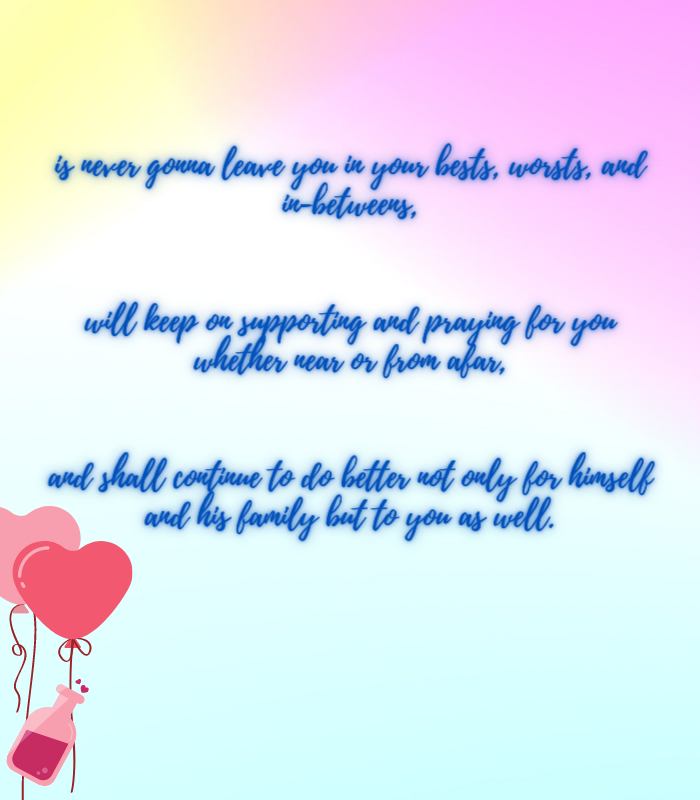 is never gonna leave you in your bests, worsts, and
in-betweens,
will keep on supporting and praying for you
whether near or from afar,
and shall continue to do better not only for himself
and his family but to you as well.